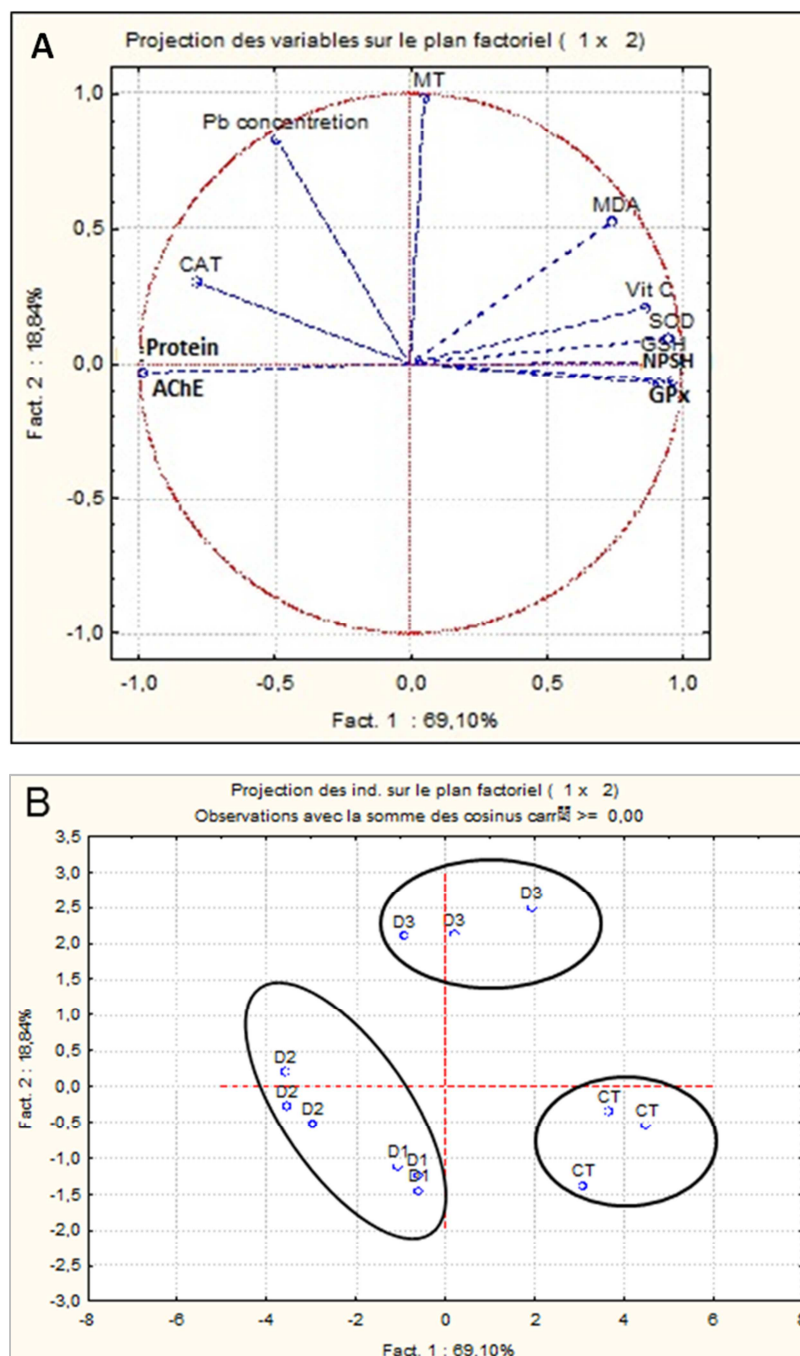 A
Projection des variables sur le plan factoriel ( 1 x 2)
MT
1,0
Pb concentretion
MDA
0,5
CAT
Vit C
SOD
GSH
Protein
0,0
NPSH
AChE
GPx
-0,5
-1,0
Fact. 2 : 18,84%
-1,0 -0,5 0,0 0,5 1,0
Fact. 1 : 69,10%
B
Projection des ind. sur le plan factoriel ( 1 x 2)
Observations avec la somme des cosinus carr >= 0,00
3,5
3,0
D3
2,5
D3 D3
2,0
1,5
1,0
0,5
D2
0,0
D2
CT CT
D2
-0,5
-1,0
D1
D1
D1
CT
-1,5
-2,0
-2,5
-3,0
Fact. 2 : 18,84%
-8 -6 -4 -2 0 2 4 6 8
Fact. 1 : 69,10%